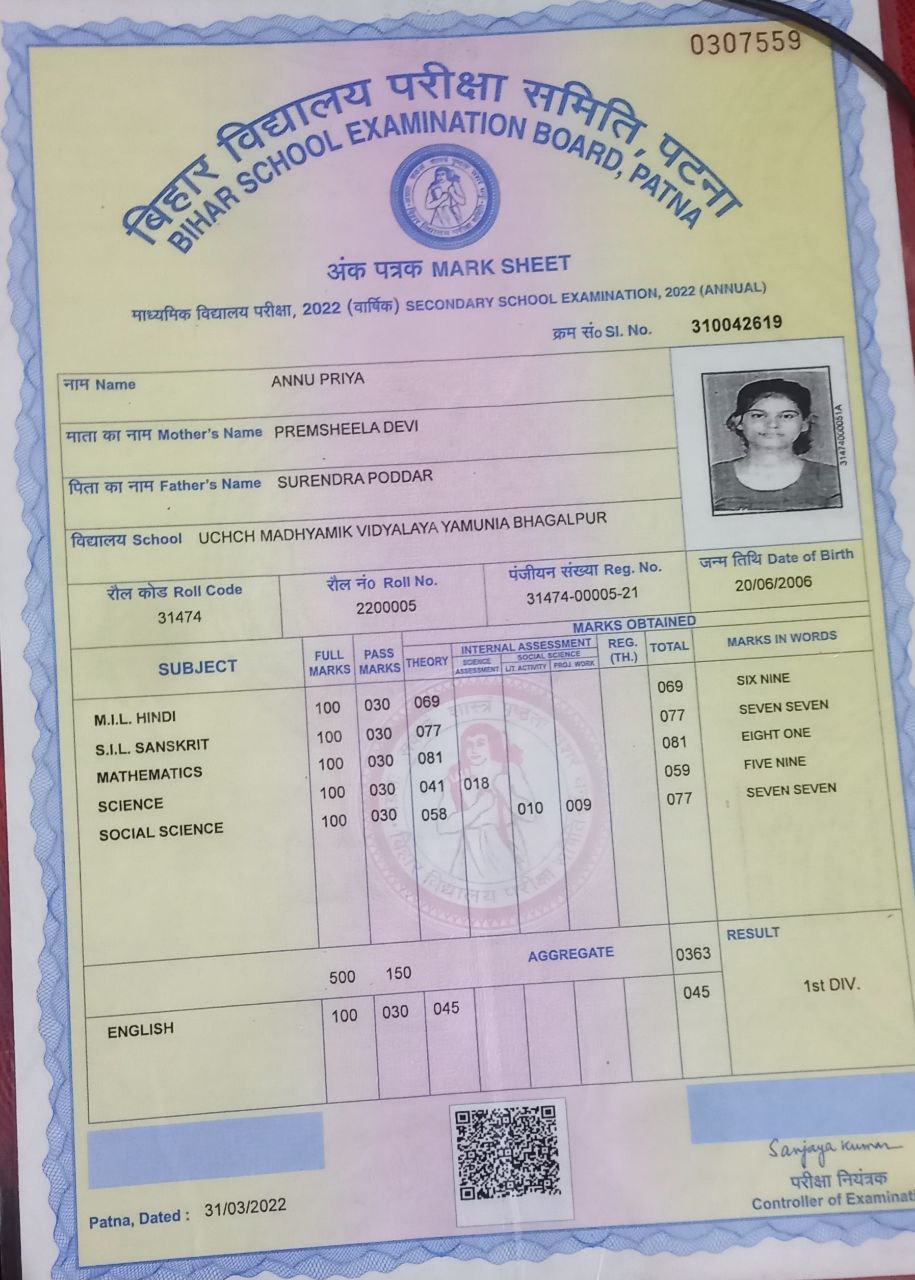 0307559
बिहार विद्यालय परीक्षा समिति, पटना
BIHAR SCHOOL EXAMINATION BOARD, PATNA
अंक पत्रक MARK SHEET
माध्यमिक विद्यालय परीक्षा, 2022 (वार्षिक) SECONDARY SCHOOL EXAMINATION, 2022 (ANNUAL)
क्रम सं० Sl. No. 310042619
नाम Name ANNU PRIYA
माता का नाम Mother's Name PREMSHEELA DEVI
पिता का नाम Father's Name SURENDRA PODDAR
विद्यालय School UCHCH MADHYAMIK VIDYALAYA YAMUNIA BHAGALPUR
रौल कोड Roll Code रौल नं० Roll No. पंजीयन संख्या Reg. No. जन्म तिथि Date of Birth
31474 2200005 31474-00005-21 20/06/2006
MARKS OBTAINED
SUBJECT FULL MARKS PASS MARKS THEORY INTERNAL ASSESSMENT REG. (TH.) TOTAL MARKS IN WORDS
SOCIAL SCIENCE
SCIENCE ASSESSMENT LIT. ACTIVITY PROJ. WORK
M.I.L. HINDI 100 030 069 069 SIX NINE
S.I.L. SANSKRIT 100 030 077 077 SEVEN SEVEN
MATHEMATICS 100 030 081 081 EIGHT ONE
SCIENCE 100 030 041 018 059 FIVE NINE
SOCIAL SCIENCE 100 030 058 010 009 077 SEVEN SEVEN
500 150 AGGREGATE 0363 RESULT
1st DIV.
ENGLISH 100 030 045 045
Sanjaya Kumar
परीक्षा नियंत्रक
Controller of Examinati
Patna, Dated : 31/03/2022